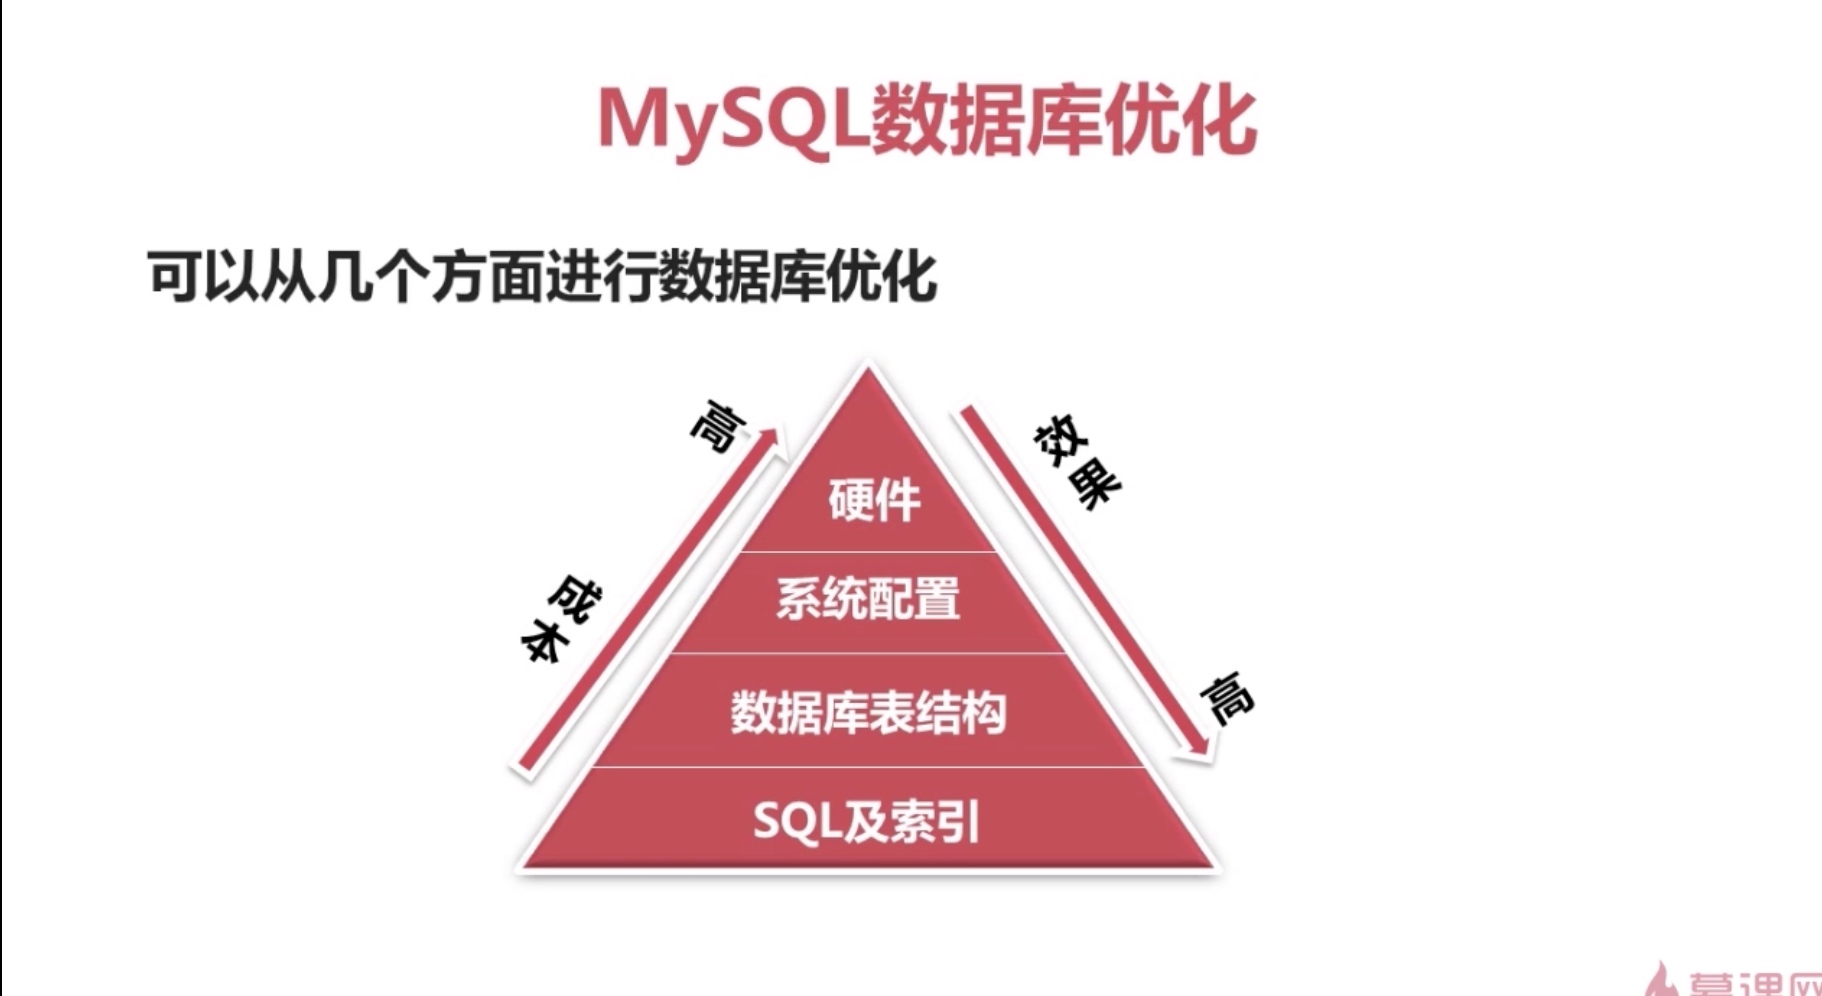 MySQL数据库优化
可以从几个方面进行数据库优化
高
效果
硬件
系统配置
成本
数据库表结构
高
SQL及索引
慕课网